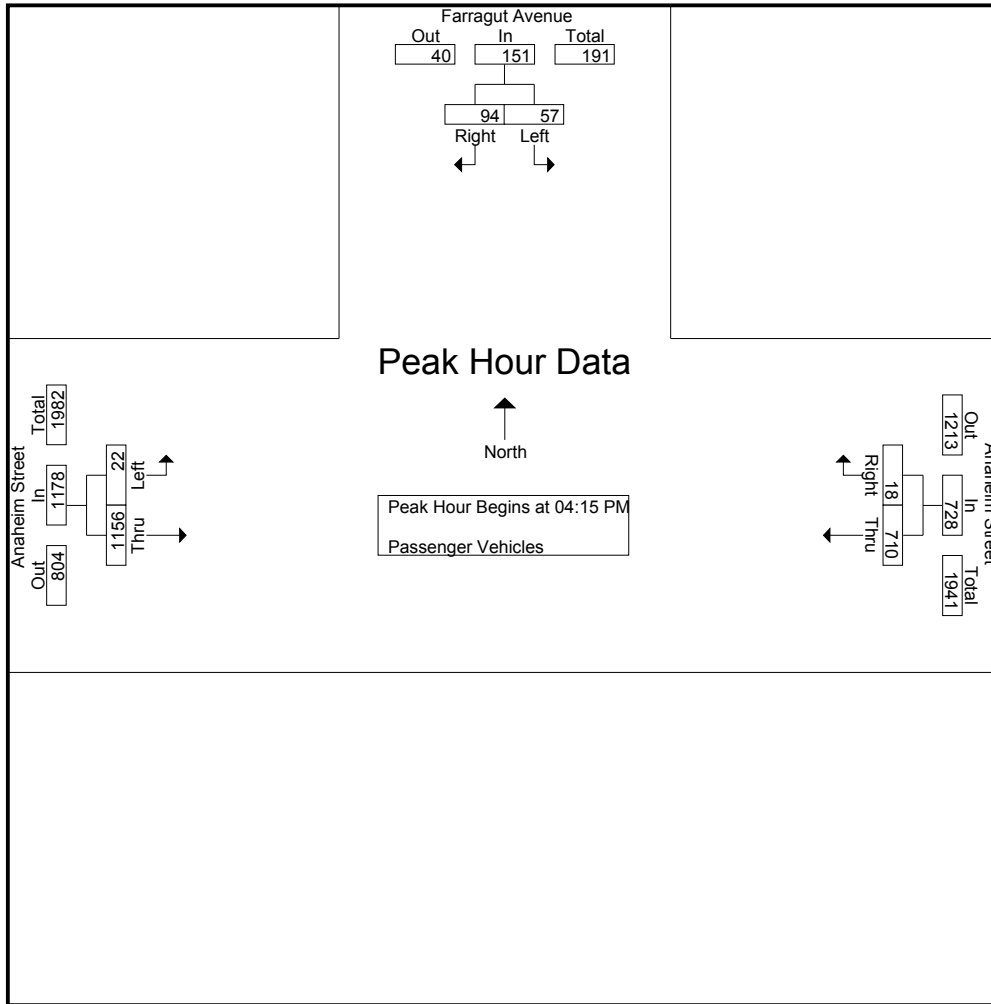 Farragut Avenue
Out In Total
40 151 191
94 57
Right Left
Peak Hour Data
North
Peak Hour Begins at 04:15 PM
Passenger Vehicles
Anaheim Street
Total In Out
1982 1178 804
22 1156
Left Thru
Anaheim Street
Out In Total
1213 728 1941
18 710
Right Thru